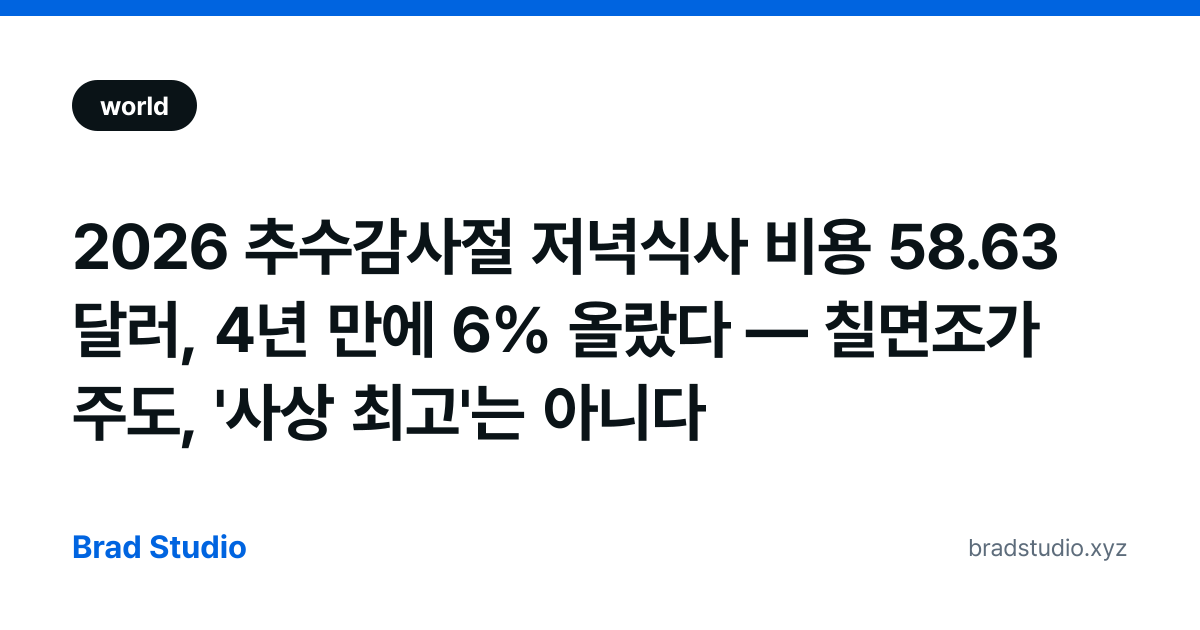 world
2026 추수감사절 저녁식사 비용 58.63
달러, 4년 만에 6% 올랐다 — 칠면조가
주도, '사상 최고'는 아니다
Brad Studio
bradstudio.xyz